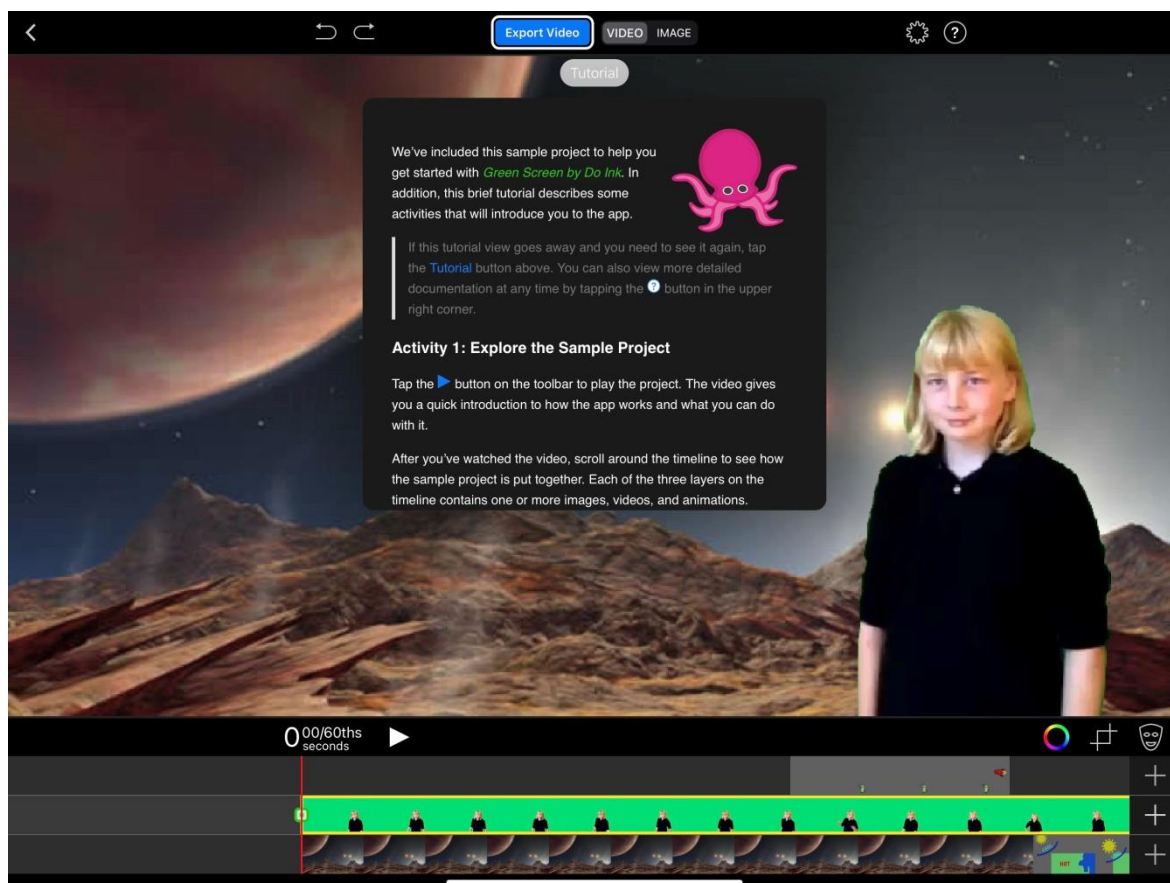 Export Video VIDEO IMAGE ?
Tutorial
We've included this sample project to help you
get started with Green Screen by Do Ink. In
addition, this brief tutorial describes some
activities that will introduce you to the app.
If this tutorial view goes away and you need to see it again, tap
the Tutorial button above. You can also view more detailed
documentation at any time by tapping the ? button in the upper
right corner.
Activity 1: Explore the Sample Project
Tap the button on the toolbar to play the project. The video gives
you a quick introduction to how the app works and what you can do
with it.
After you've watched the video, scroll around the timeline to see how
the sample project is put together. Each of the three layers on the
timeline contains one or more images, videos, and animations.
0 00/60ths
seconds
HOT